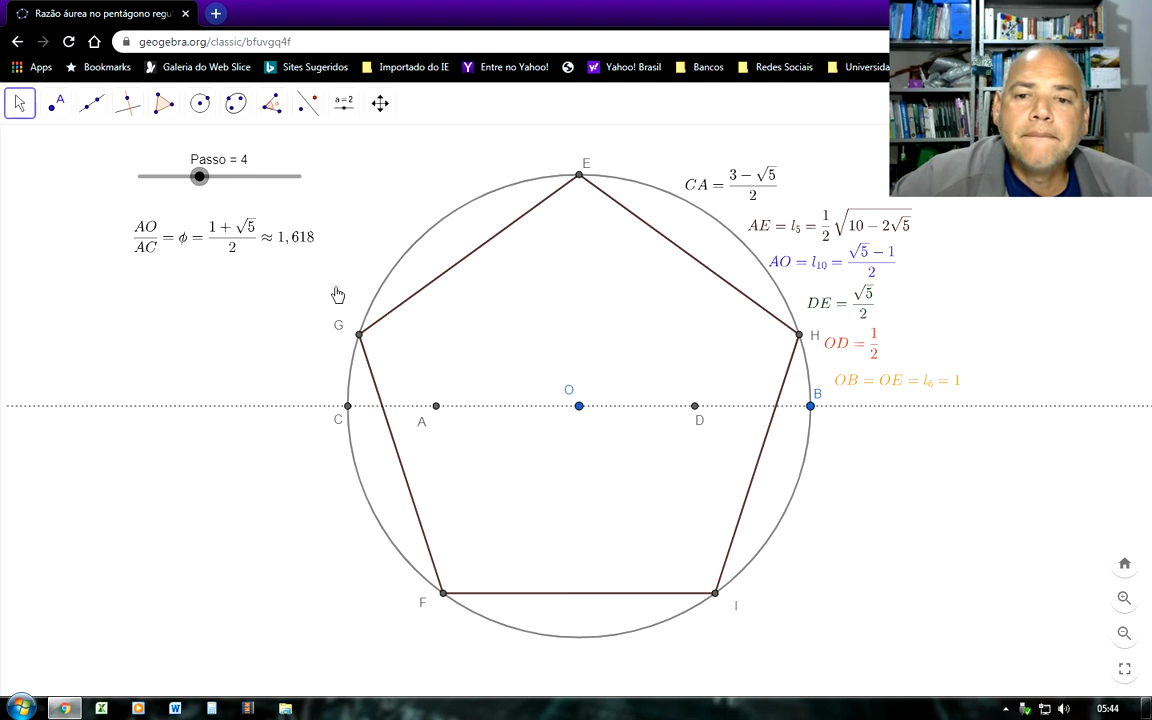 Razão áurea no pentágono regu
geogebra.org/classic/bfuvgq4f
Apps Bookmarks Galeria do Web Slice Sites Sugeridos Importado do IE Entre no Yahoo! Yahoo! Brasil Bancos Redes Sociais Universida
A a=2
Passo = 4
AO/AC = ϕ = (1 + √5)/2 ≈ 1,618
E
CA = (3 − √5)/2
AE = l₅ = 1/2 √(10 − 2√5)
AO = l₁₀ = (√5 − 1)/2
DE = √5/2
G
H
OD = 1/2
OB = OE = l₆ = 1
O
B
C
A
D
F
I
05:44